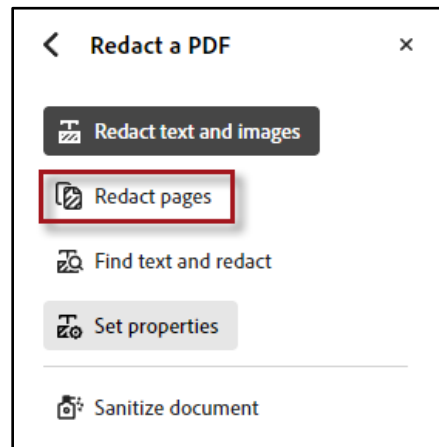 Redact a PDF
Redact text and images
Redact pages
Find text and redact
Set properties
Sanitize document